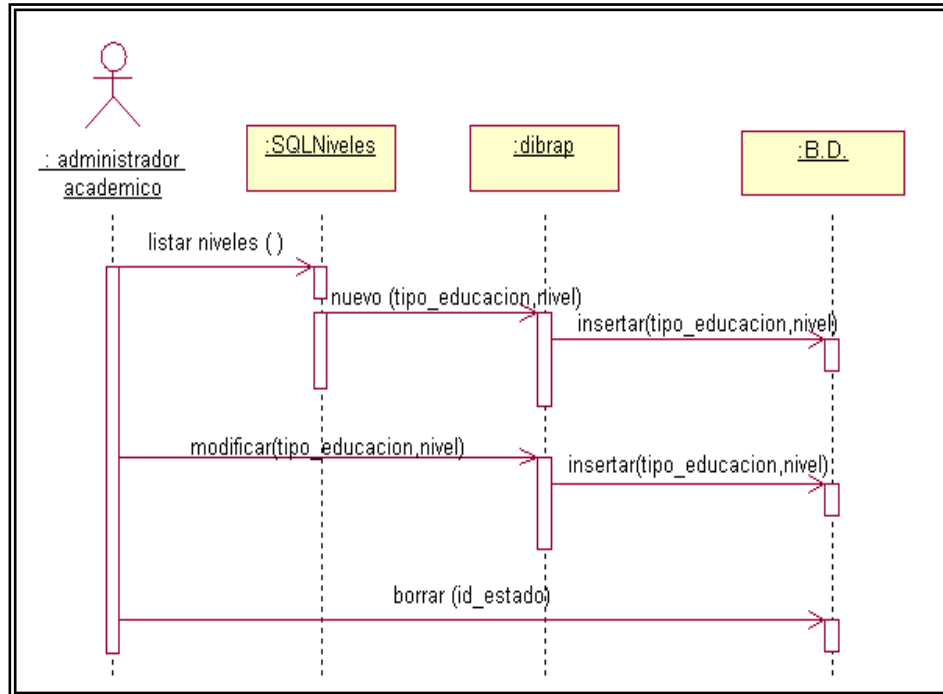 : administrador
academico
:SQLNiveles
:dibrap
:B.D.
listar niveles ( )
nuevo (tipo_educacion,nivel)
insertar(tipo_educacion,nivel)
modificar(tipo_educacion,nivel)
insertar(tipo_educacion,nivel)
borrar (id_estado)